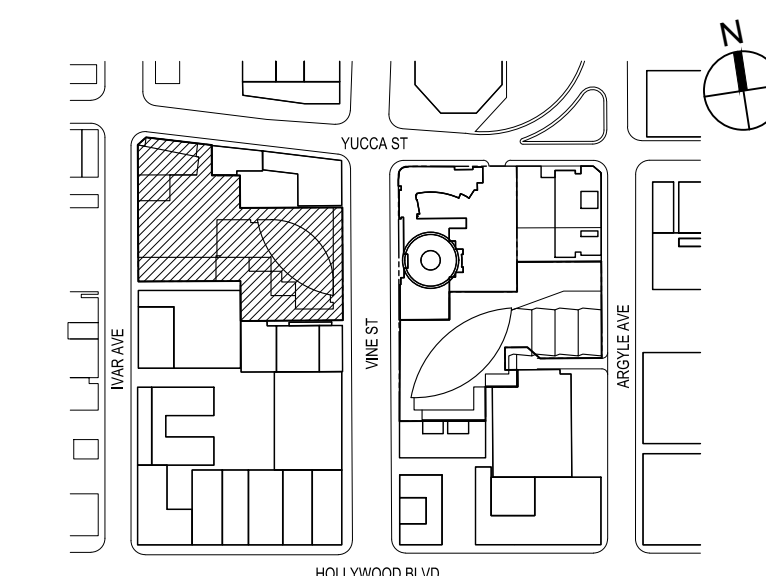 N
YUCCA ST
IVAR AVE
VINE ST
ARGYLE AVE
HOLLYWOOD BLVD